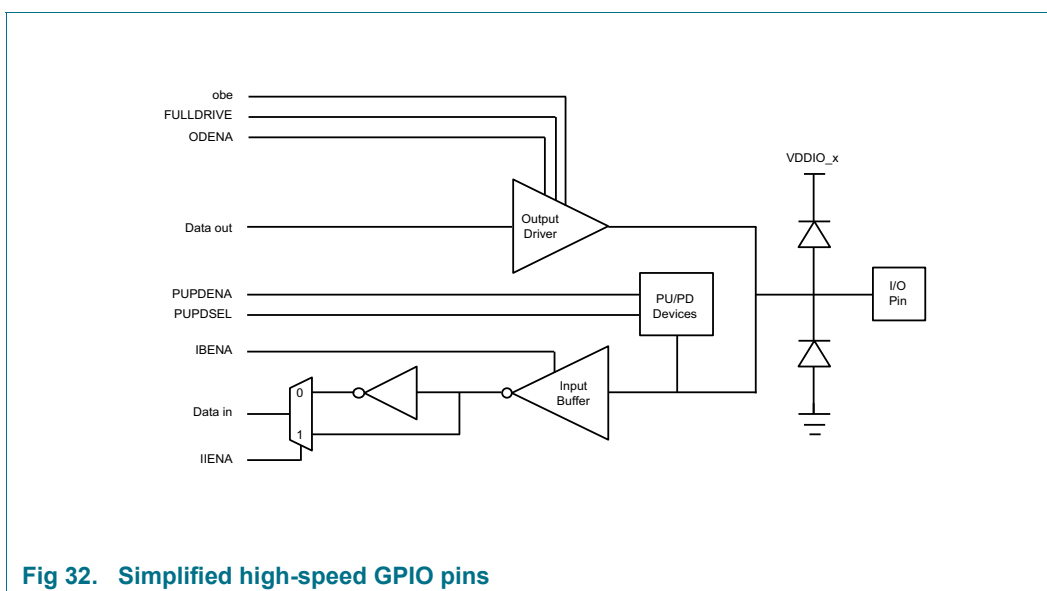 obe
FULLDRIVE
ODENA
VDDIO_x
Data out
Output
Driver
PUPDENA
PUPDSEL
PU/PD
Devices
I/O
Pin
IBENA
Input
Buffer
0
Data in
1
IIENA
Fig 32. Simplified high-speed GPIO pins